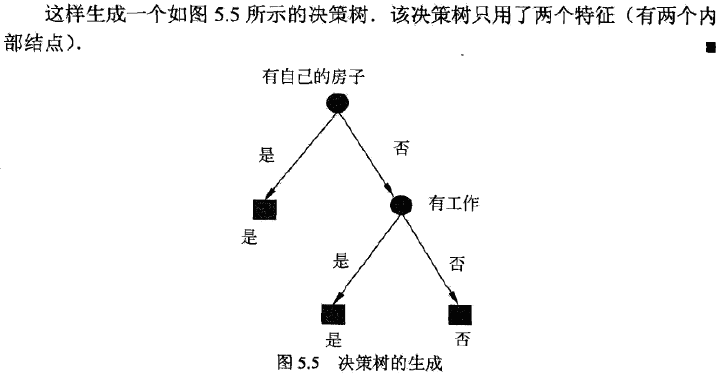 这样生成一个如图 5.5 所示的决策树．该决策树只用了两个特征（有两个内
部结点）．
有自己的房子
是
否
有工作
是
是
否
是
否
图 5.5 决策树的生成